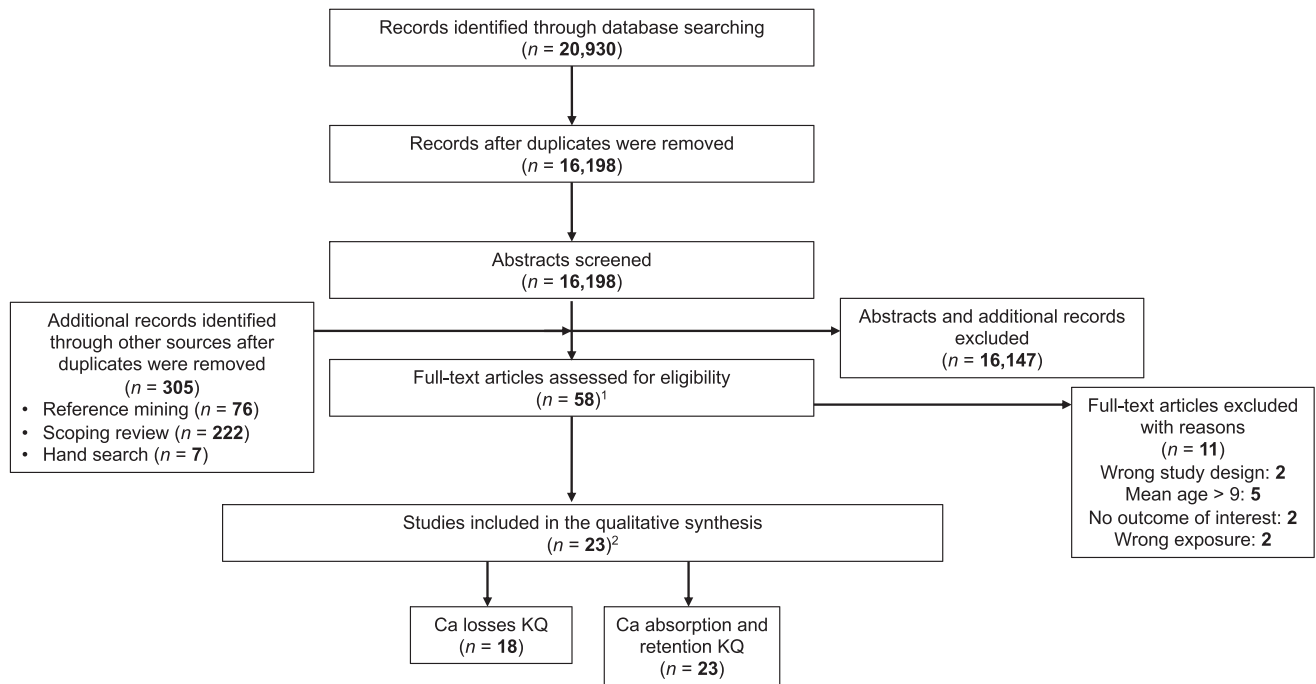 Records identified through database searching
(n = 20,930)
Records after duplicates were removed
(n = 16,198)
Abstracts screened
(n = 16,198)
Additional records identified
through other sources after
duplicates were removed
(n = 305)
• Reference mining (n = 76)
• Scoping review (n = 222)
• Hand search (n = 7)
Abstracts and additional records
excluded
(n = 16,147)
Full-text articles assessed for eligibility
(n = 58)¹
Full-text articles excluded
with reasons
(n = 11)
Wrong study design: 2
Mean age > 9: 5
No outcome of interest: 2
Wrong exposure: 2
Studies included in the qualitative synthesis
(n = 23)²
Ca losses KQ
(n = 18)
Ca absorption and
retention KQ
(n = 23)